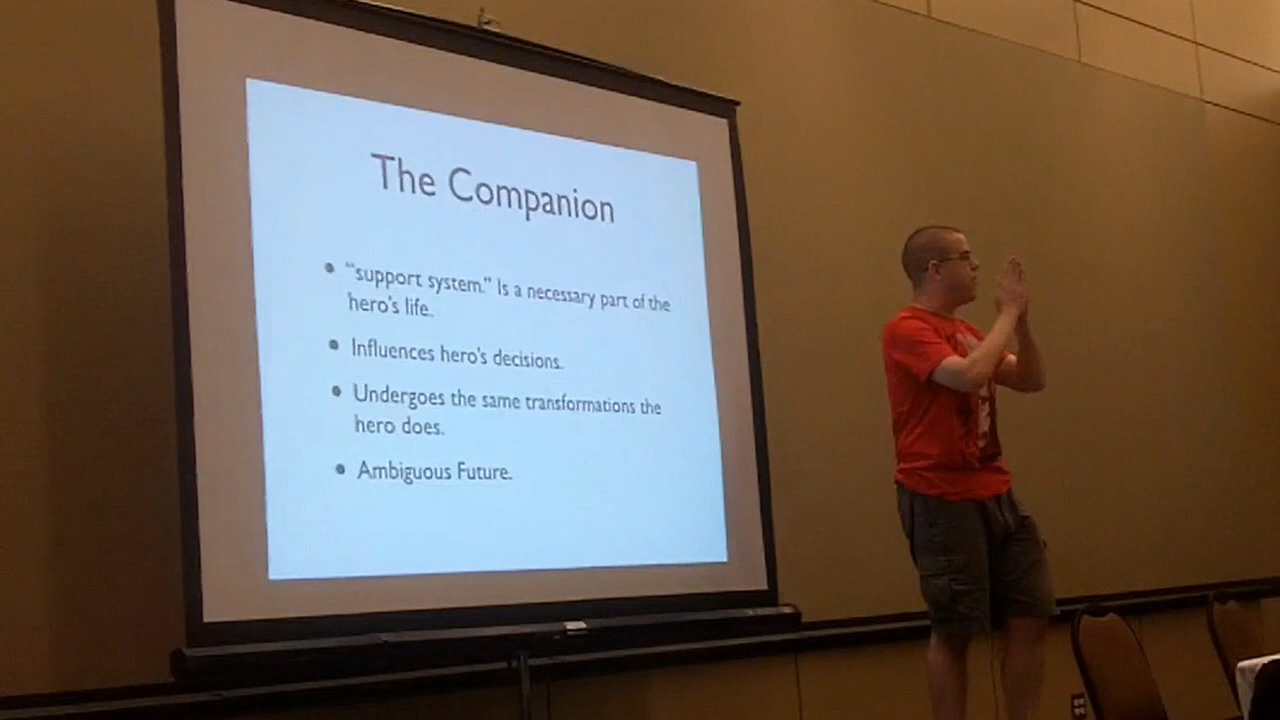 The Companion
• “support system.” Is a necessary part of the
hero's life.
• Influences hero's decisions.
• Undergoes the same transformations the
hero does.
• Ambiguous Future.